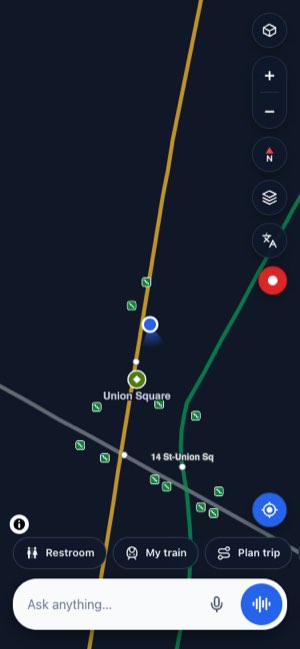 N
Union Square
14 St-Union Sq
Restroom
My train
Plan trip
Ask anything...